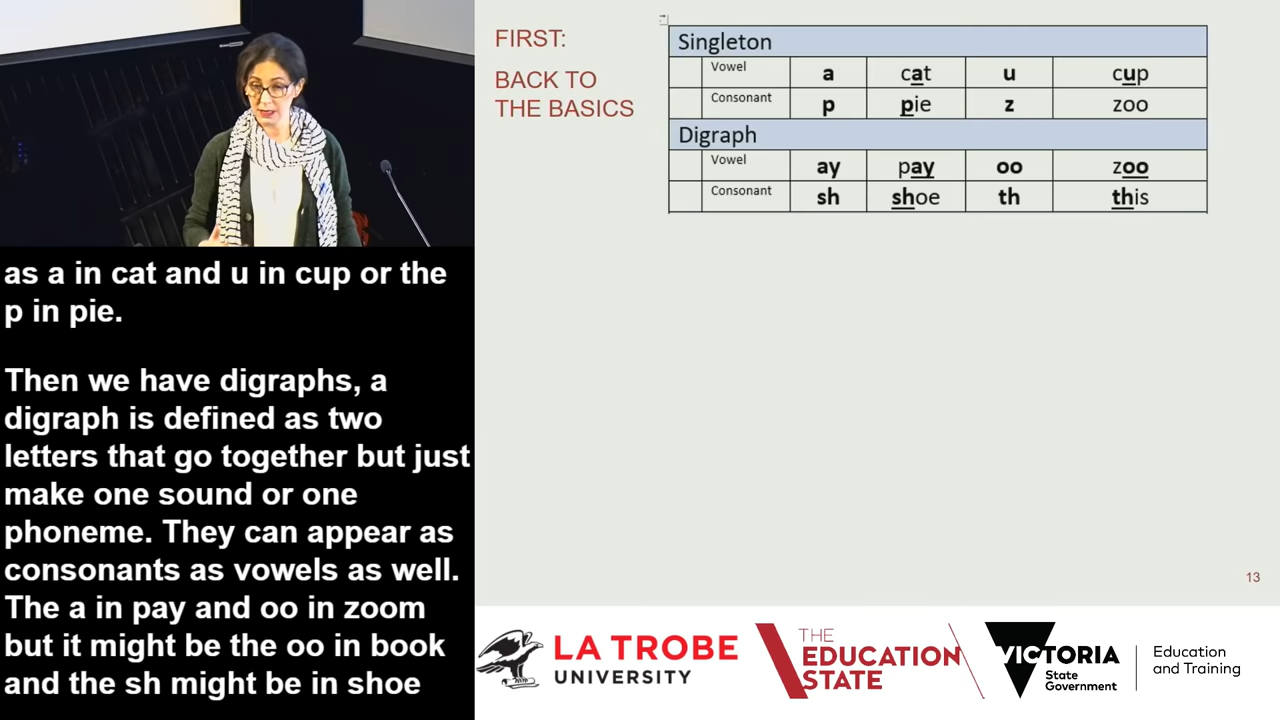 FIRST:
BACK TO
THE BASICS
Singleton
Vowel a cat u cup
Consonant p pie z zoo
Digraph
Vowel ay pay oo zoo
Consonant sh shoe th this
as a in cat and u in cup or the
p in pie.
Then we have digraphs, a
digraph is defined as two
letters that go together but just
make one sound or one
phoneme. They can appear as
consonants as vowels as well.
The a in pay and oo in zoom
but it might be the oo in book
and the sh might be in shoe
13
LA TROBE
UNIVERSITY
THE
EDUCATION
STATE
VICTORIA
State
Government
Education
and Training